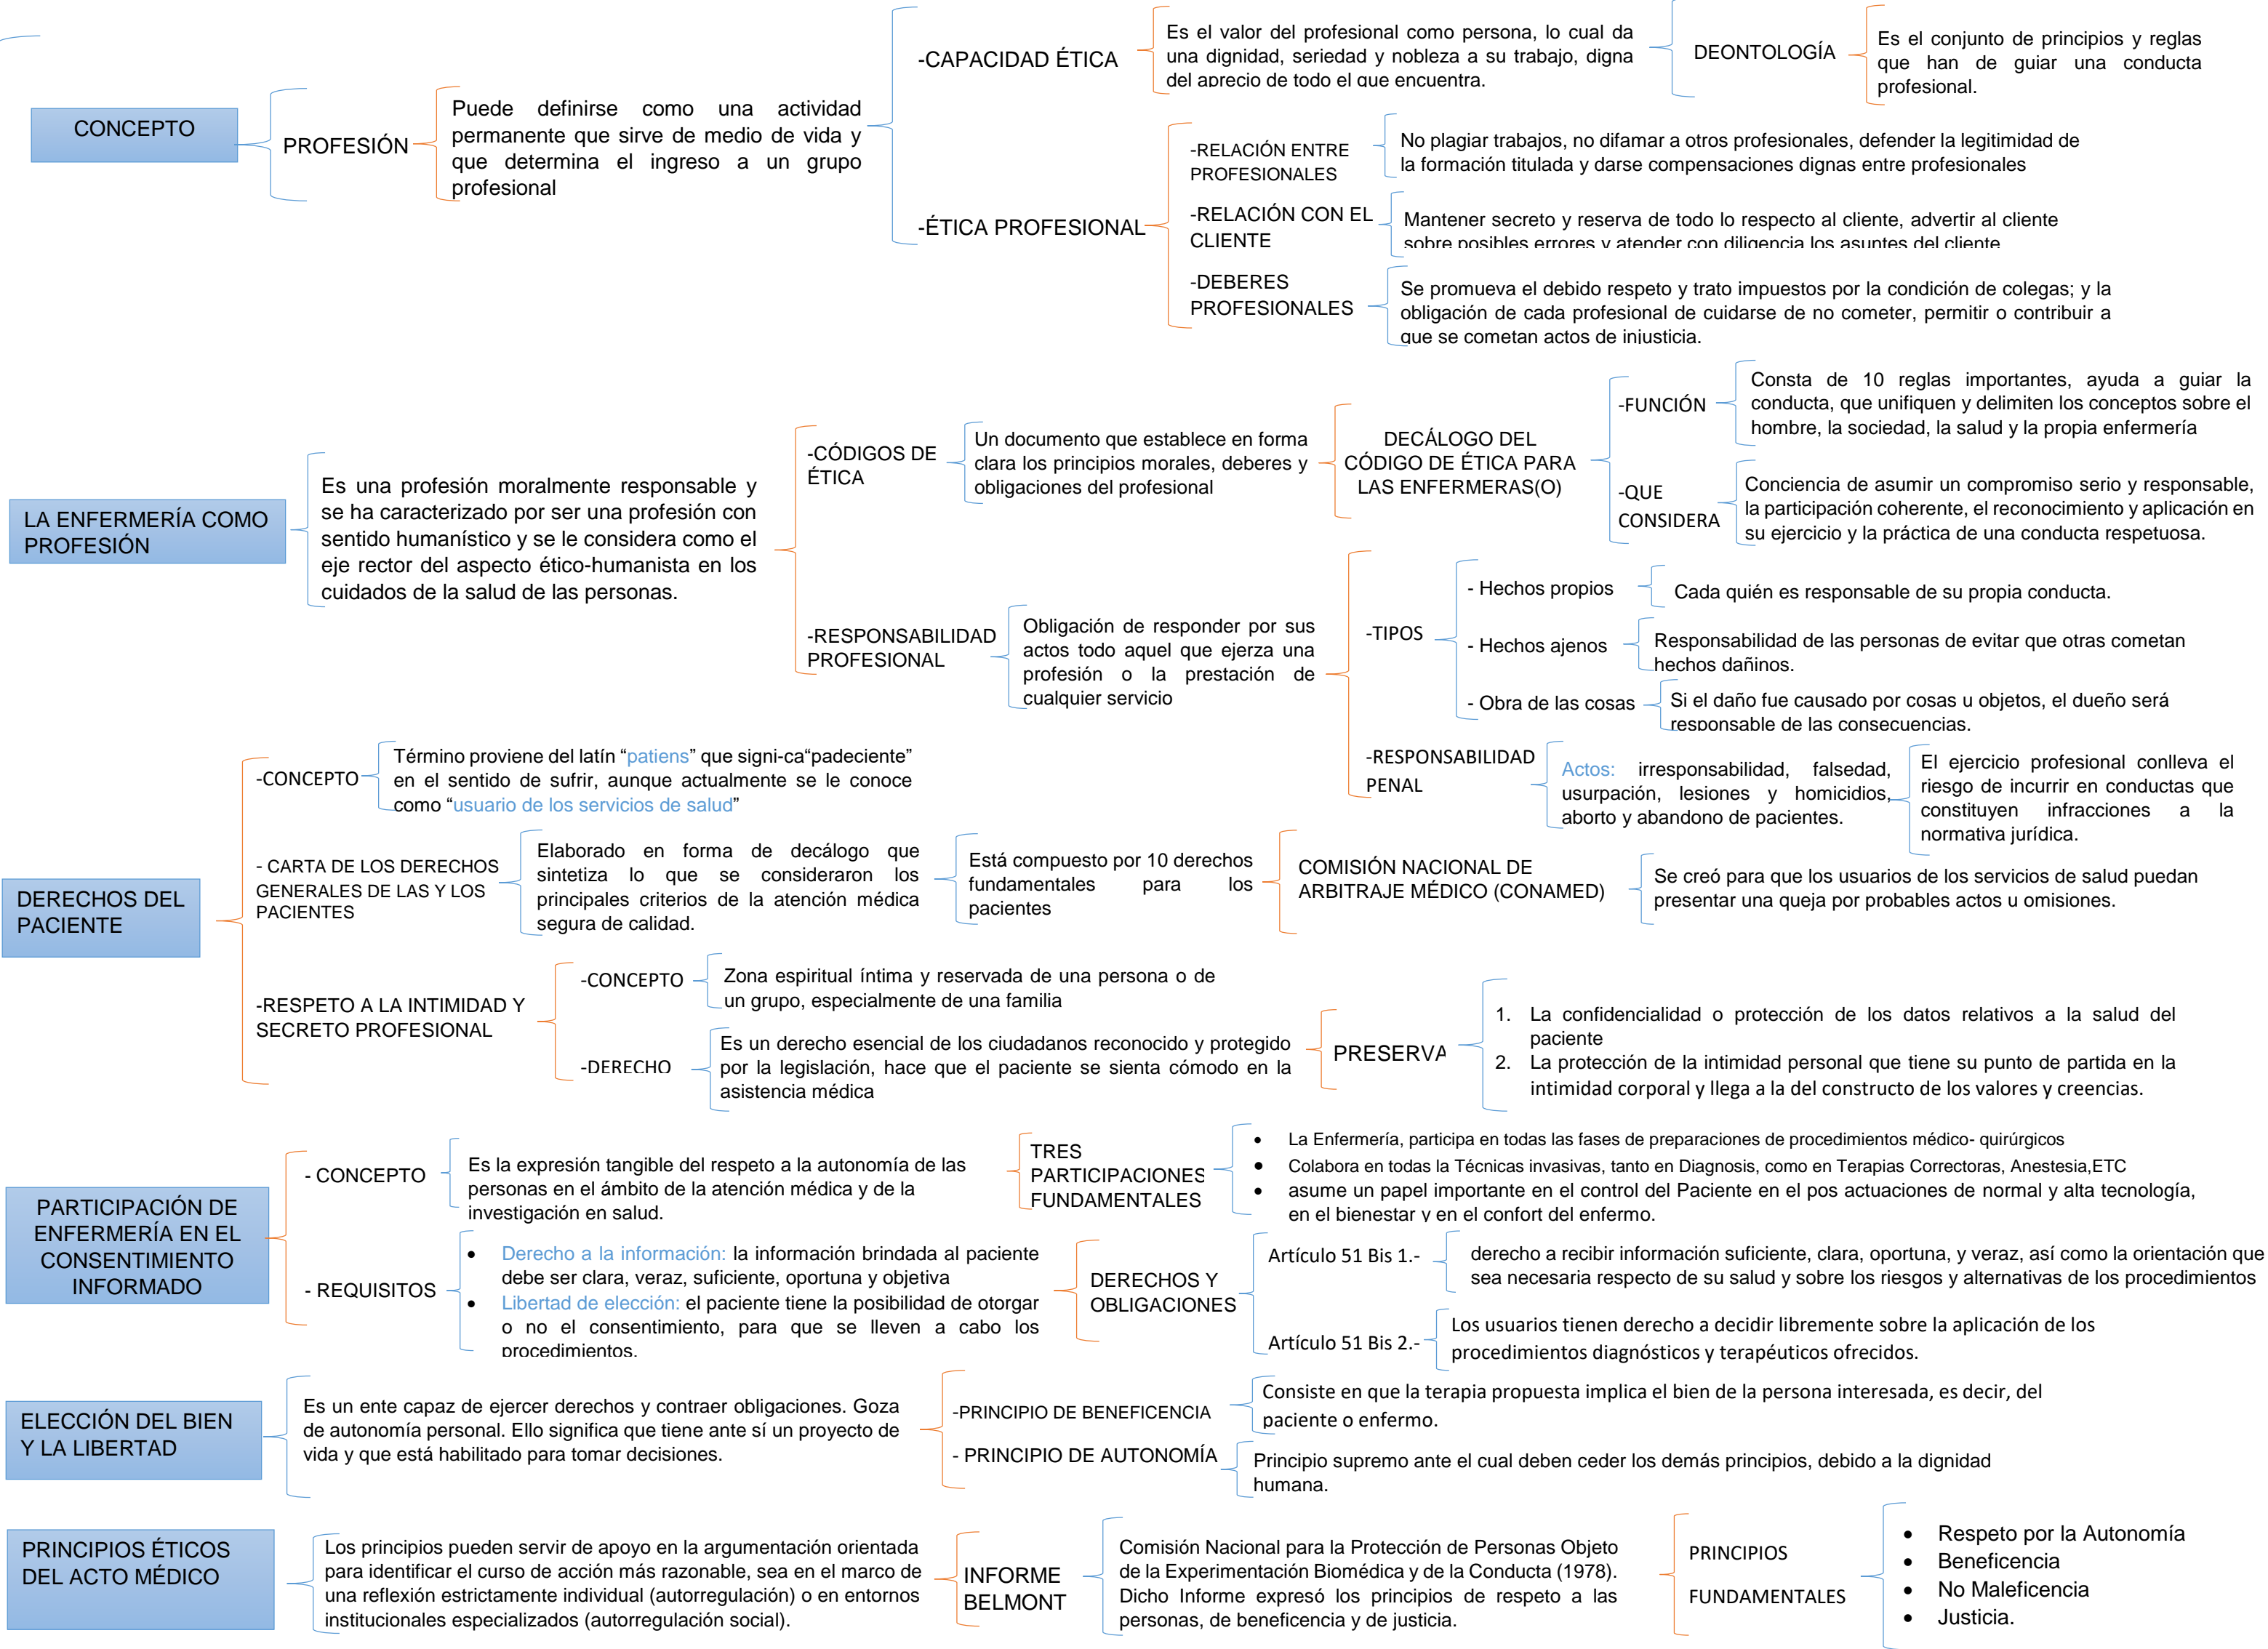 CONCEPTO
PROFESIÓN
Puede definirse como una actividad
permanente que sirve de medio de vida y
que determina el ingreso a un grupo
profesional
-CAPACIDAD ÉTICA
Es el valor del profesional como persona, lo cual da
una dignidad, seriedad y nobleza a su trabajo, digna
del aprecio de todo el que encuentra.
DEONTOLOGÍA
Es el conjunto de principios y reglas
que han de guiar una conducta
profesional.
-ÉTICA PROFESIONAL
-RELACIÓN ENTRE
PROFESIONALES
No plagiar trabajos, no difamar a otros profesionales, defender la legitimidad de
la formación titulada y darse compensaciones dignas entre profesionales
-RELACIÓN CON EL
CLIENTE
Mantener secreto y reserva de todo lo respecto al cliente, advertir al cliente
sobre posibles errores y atender con diligencia los asuntes del cliente
-DEBERES
PROFESIONALES
Se promueva el debido respeto y trato impuestos por la condición de colegas; y la
obligación de cada profesional de cuidarse de no cometer, permitir o contribuir a
que se cometan actos de injusticia.
LA ENFERMERÍA COMO
PROFESIÓN
Es una profesión moralmente responsable y
se ha caracterizado por ser una profesión con
sentido humanístico y se le considera como el
eje rector del aspecto ético-humanista en los
cuidados de la salud de las personas.
-CÓDIGOS DE
ÉTICA
Un documento que establece en forma
clara los principios morales, deberes y
obligaciones del profesional
DECÁLOGO DEL
CÓDIGO DE ÉTICA PARA
LAS ENFERMERAS(O)
-FUNCIÓN
Consta de 10 reglas importantes, ayuda a guiar la
conducta, que unifiquen y delimiten los conceptos sobre el
hombre, la sociedad, la salud y la propia enfermería
-QUE
CONSIDERA
Conciencia de asumir un compromiso serio y responsable,
la participación coherente, el reconocimiento y aplicación en
su ejercicio y la práctica de una conducta respetuosa.
-RESPONSABILIDAD
PROFESIONAL
Obligación de responder por sus
actos todo aquel que ejerza una
profesión o la prestación de
cualquier servicio
-TIPOS
- Hechos propios
Cada quién es responsable de su propia conducta.
- Hechos ajenos
Responsabilidad de las personas de evitar que otras cometan
hechos dañinos.
- Obra de las cosas
Si el daño fue causado por cosas u objetos, el dueño será
responsable de las consecuencias.
-RESPONSABILIDAD
PENAL
Actos: irresponsabilidad, falsedad,
usurpación, lesiones y homicidios,
aborto y abandono de pacientes.
El ejercicio profesional conlleva el
riesgo de incurrir en conductas que
constituyen infracciones a la
normativa jurídica.
DERECHOS DEL
PACIENTE
-CONCEPTO
Término proviene del latín “patiens” que signi-ca“padeciente”
en el sentido de sufrir, aunque actualmente se le conoce
como “usuario de los servicios de salud”
- CARTA DE LOS DERECHOS
GENERALES DE LAS Y LOS
PACIENTES
Elaborado en forma de decálogo que
sintetiza lo que se consideraron los
principales criterios de la atención médica
segura de calidad.
Está compuesto por 10 derechos
fundamentales para los
pacientes
COMISIÓN NACIONAL DE
ARBITRAJE MÉDICO (CONAMED)
Se creó para que los usuarios de los servicios de salud puedan
presentar una queja por probables actos u omisiones.
-RESPETO A LA INTIMIDAD Y
SECRETO PROFESIONAL
-CONCEPTO
Zona espiritual íntima y reservada de una persona o de
un grupo, especialmente de una familia
-DERECHO
Es un derecho esencial de los ciudadanos reconocido y protegido
por la legislación, hace que el paciente se sienta cómodo en la
asistencia médica
PRESERVA
1. La confidencialidad o protección de los datos relativos a la salud del
paciente
2. La protección de la intimidad personal que tiene su punto de partida en la
intimidad corporal y llega a la del constructo de los valores y creencias.
PARTICIPACIÓN DE
ENFERMERÍA EN EL
CONSENTIMIENTO
INFORMADO
- CONCEPTO
Es la expresión tangible del respeto a la autonomía de las
personas en el ámbito de la atención médica y de la
investigación en salud.
TRES
PARTICIPACIONES
FUNDAMENTALES
• La Enfermería, participa en todas las fases de preparaciones de procedimientos médico- quirúrgicos
• Colabora en todas la Técnicas invasivas, tanto en Diagnosis, como en Terapias Correctoras, Anestesia,ETC
• asume un papel importante en el control del Paciente en el pos actuaciones de normal y alta tecnología,
en el bienestar y en el confort del enfermo.
- REQUISITOS
• Derecho a la información: la información brindada al paciente
debe ser clara, veraz, suficiente, oportuna y objetiva
• Libertad de elección: el paciente tiene la posibilidad de otorgar
o no el consentimiento, para que se lleven a cabo los
procedimientos.
DERECHOS Y
OBLIGACIONES
Artículo 51 Bis 1.-
derecho a recibir información suficiente, clara, oportuna, y veraz, así como la orientación que
sea necesaria respecto de su salud y sobre los riesgos y alternativas de los procedimientos
Artículo 51 Bis 2.-
Los usuarios tienen derecho a decidir libremente sobre la aplicación de los
procedimientos diagnósticos y terapéuticos ofrecidos.
ELECCIÓN DEL BIEN
Y LA LIBERTAD
Es un ente capaz de ejercer derechos y contraer obligaciones. Goza
de autonomía personal. Ello significa que tiene ante sí un proyecto de
vida y que está habilitado para tomar decisiones.
-PRINCIPIO DE BENEFICENCIA
Consiste en que la terapia propuesta implica el bien de la persona interesada, es decir, del
paciente o enfermo.
- PRINCIPIO DE AUTONOMÍA
Principio supremo ante el cual deben ceder los demás principios, debido a la dignidad
humana.
PRINCIPIOS ÉTICOS
DEL ACTO MÉDICO
Los principios pueden servir de apoyo en la argumentación orientada
para identificar el curso de acción más razonable, sea en el marco de
una reflexión estrictamente individual (autorregulación) o en entornos
institucionales especializados (autorregulación social).
INFORME
BELMONT
Comisión Nacional para la Protección de Personas Objeto
de la Experimentación Biomédica y de la Conducta (1978).
Dicho Informe expresó los principios de respeto a las
personas, de beneficencia y de justicia.
PRINCIPIOS
FUNDAMENTALES
• Respeto por la Autonomía
• Beneficencia
• No Maleficencia
• Justicia.